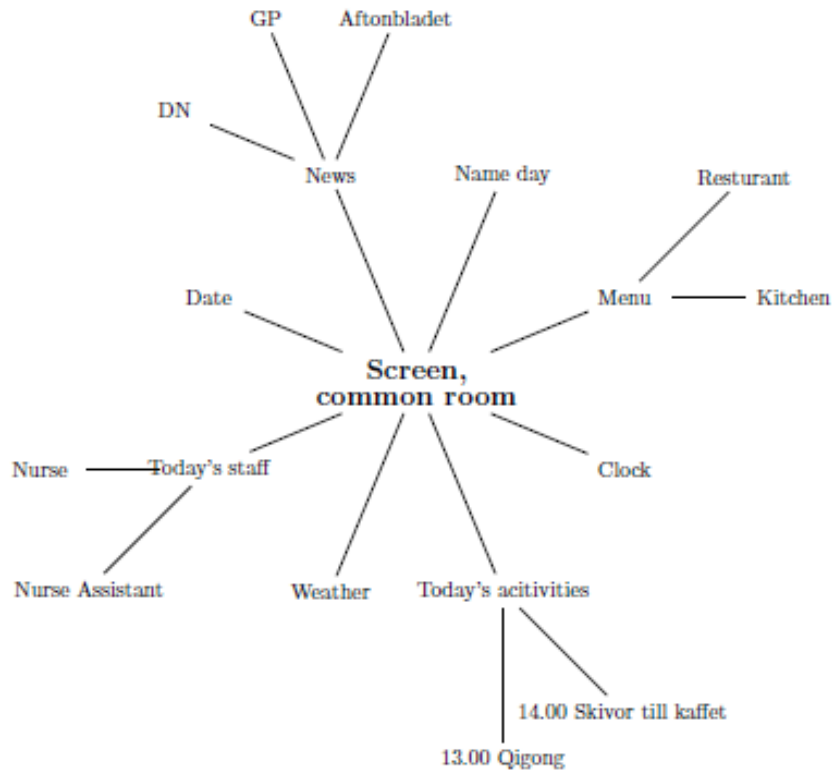 GP
Aftonbladet
DN
News
Name day
Resturant
Date
Menu
Kitchen
Screen,
common room
Nurse
Today's staff
Clock
Nurse Assistant
Weather
Today's acitivities
14.00 Skivor till kaffet
13.00 Qigong